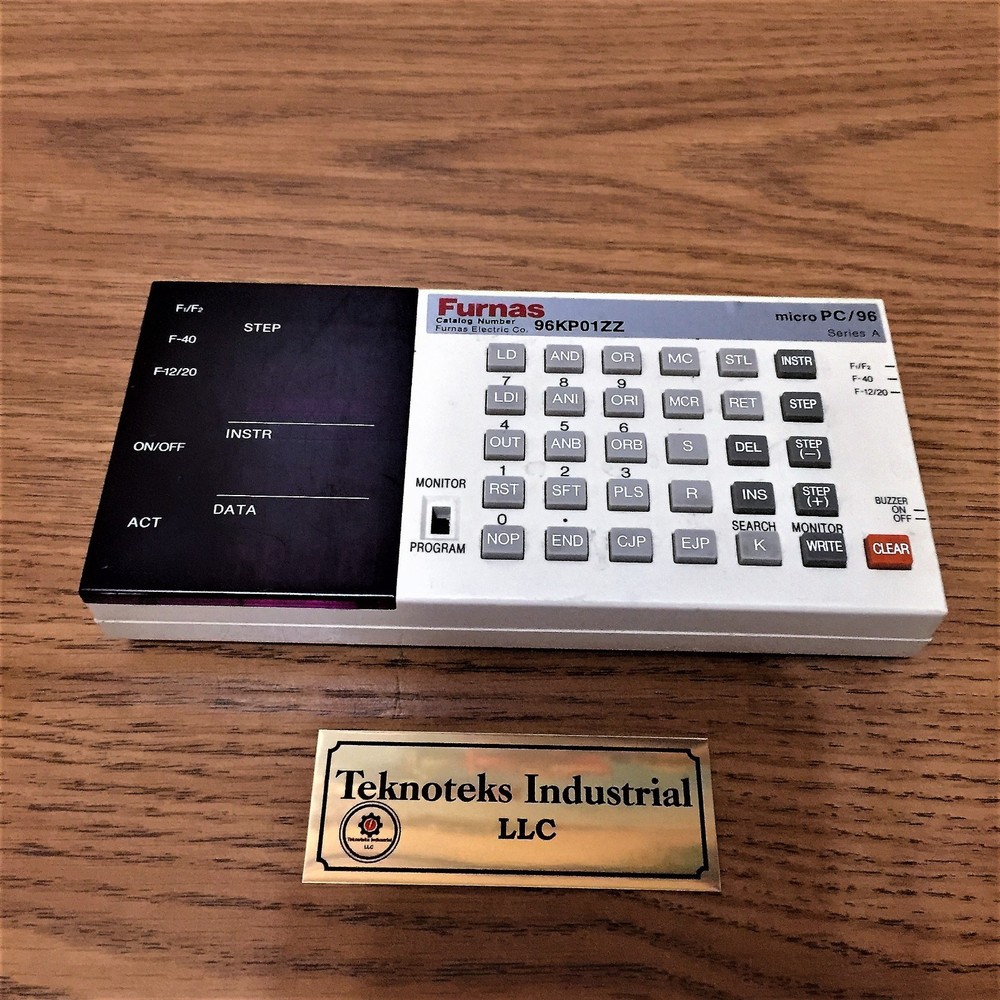 F1/F2
F-40
F-12/20
STEP
ON/OFF
INSTR
ACT
DATA
Furnas
Catalog Number
Furnas Electric Co. 96KP01ZZ
micro PC/96
Series A
LD AND OR MC STL INSTR
7 8 9
LDI ANI ORI MCR RET STEP
4 5 6
OUT ANB ORB S DEL STEP (-)
1 2 3
RST SFT PLS R INS STEP (+)
0 . SEARCH MONITOR
NOP END CJP EJP K WRITE CLEAR
MONITOR
PROGRAM
F1/F2
F-40
F-12/20
BUZZER
ON
OFF
Teknoteks Industrial
LLC
Teknoteks Industrial
LLC